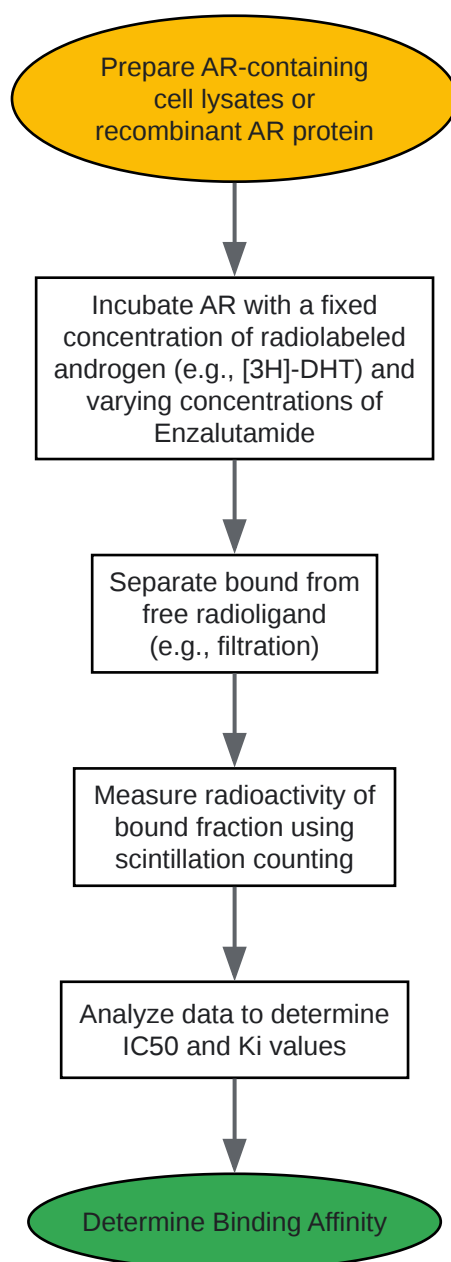 Prepare AR-containing
cell lysates or
recombinant AR protein
Incubate AR with a fixed
concentration of radiolabeled
androgen (e.g., [3H]-DHT) and
varying concentrations of
Enzalutamide
Separate bound from
free radioligand
(e.g., filtration)
Measure radioactivity of
bound fraction using
scintillation counting
Analyze data to determine
IC50 and Ki values
Determine Binding Affinity